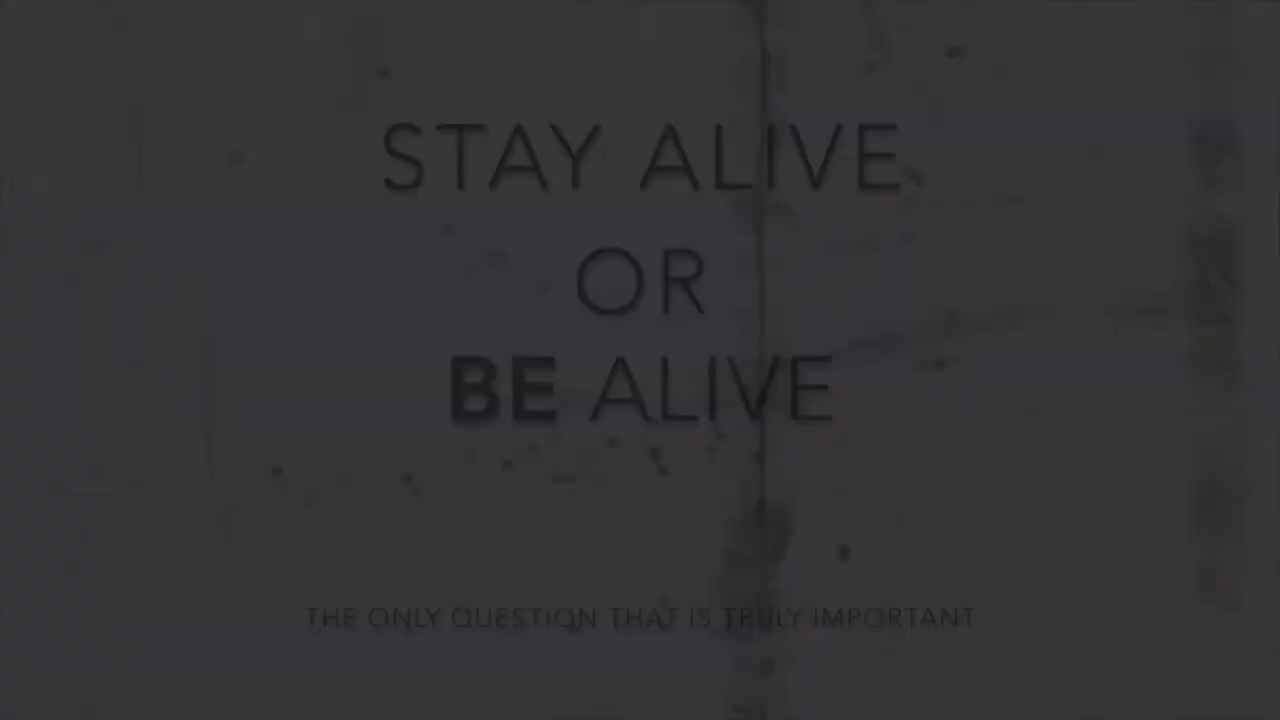 STAY ALIVE
OR
BE ALIVE
THE ONLY QUESTION THAT IS TRULY IMPORTANT